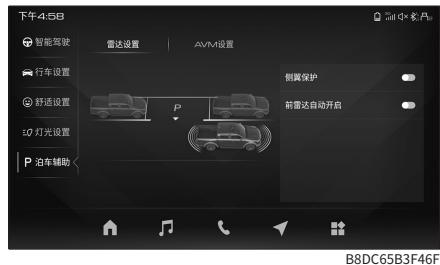 下午4:58
智能驾驶
雷达设置
AVM设置
行车设置
侧翼保护
舒适设置
前雷达自动开启
灯光设置
P
P 泊车辅助
B8DC65B3F46F